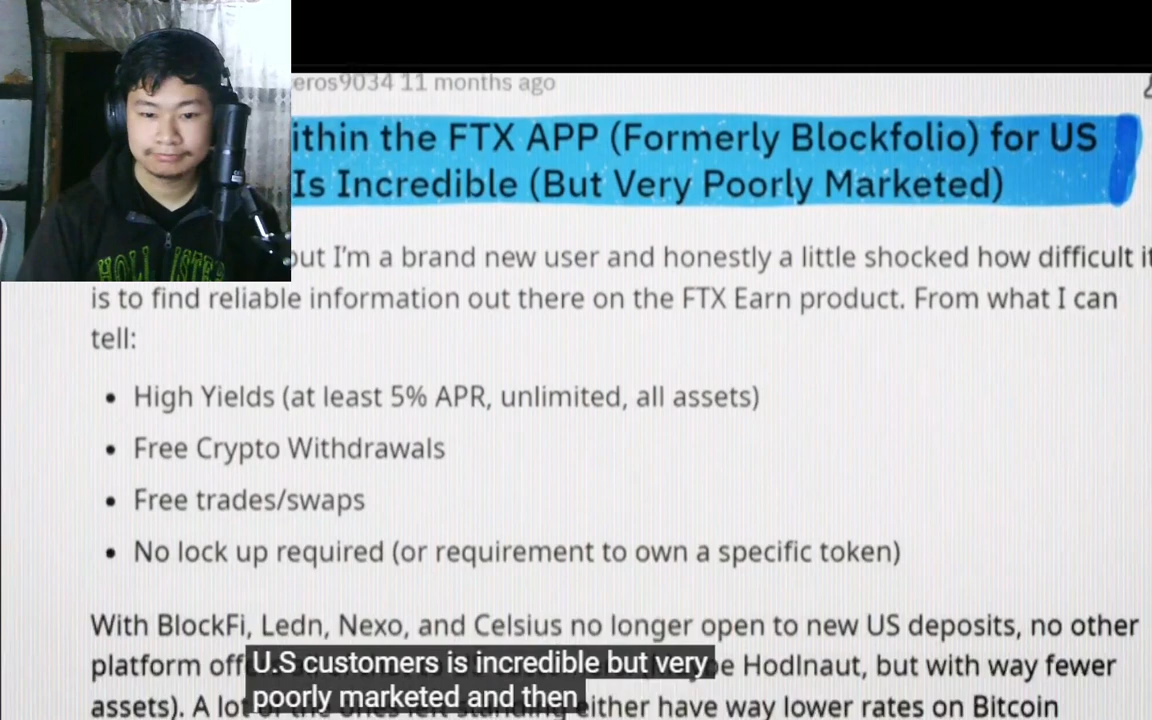 eros9034 11 months ago
ithin the FTX APP (Formerly Blockfolio) for US
Is Incredible (But Very Poorly Marketed)
out I'm a brand new user and honestly a little shocked how difficult it
is to find reliable information out there on the FTX Earn product. From what I can
tell:
• High Yields (at least 5% APR, unlimited, all assets)
• Free Crypto Withdrawals
• Free trades/swaps
• No lock up required (or requirement to own a specific token)
With BlockFi, Ledn, Nexo, and Celsius no longer open to new US deposits, no other
platform Hodlnaut, but with way fewer
U.S customers is incredible but very
poorly marketed and then
assets). A lot either have way lower rates on Bitcoin
HOLLISTER